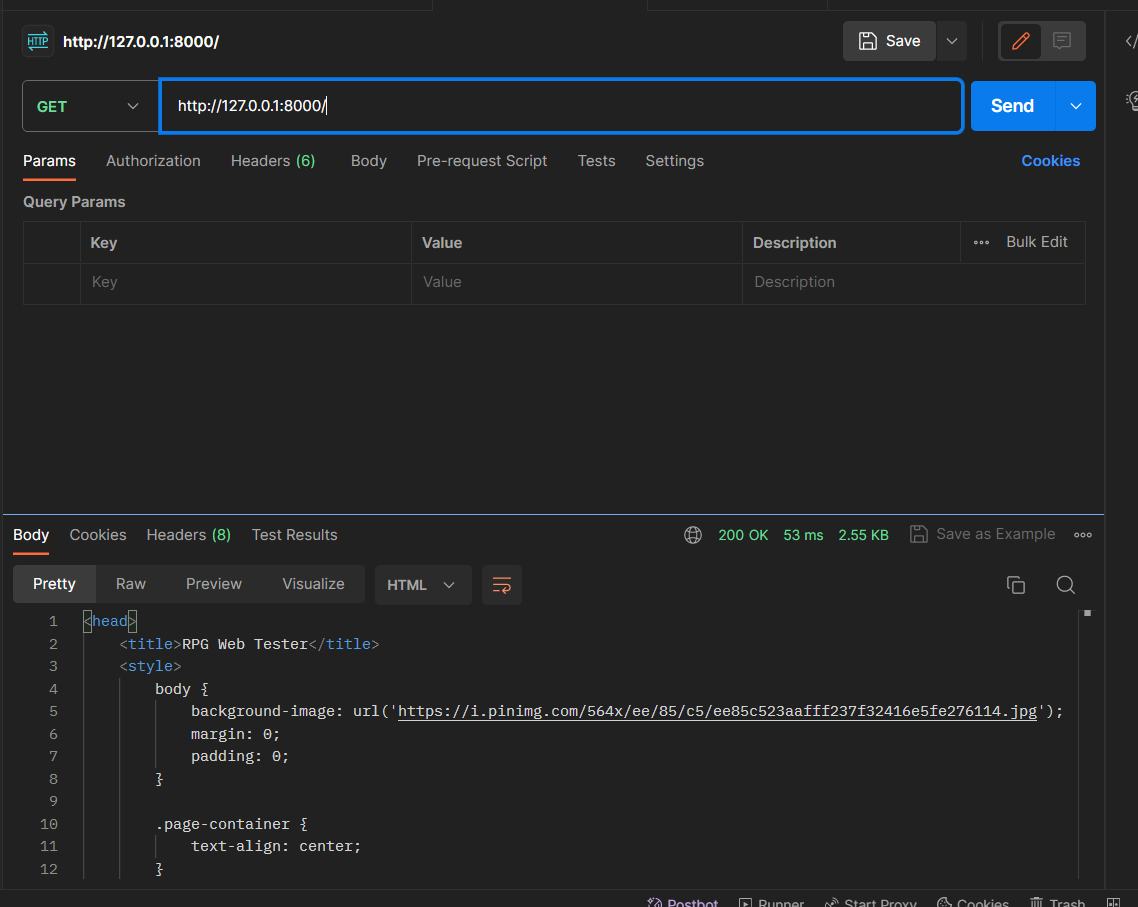 HTTP http://127.0.0.1:8000/ Save
GET http://127.0.0.1:8000/ Send
Params Authorization Headers (6) Body Pre-request Script Tests Settings Cookies
Query Params
Key Value Description ••• Bulk Edit
Key Value Description
Body Cookies Headers (8) Test Results 200 OK 53 ms 2.55 KB Save as Example •••
Pretty Raw Preview Visualize HTML
1 <head>
2 <title>RPG Web Tester</title>
3 <style>
4 body {
5 background-image: url('https://i.pinimg.com/564x/ee/85/c5/ee85c523aafff237f32416e5fe276114.jpg');
6 margin: 0;
7 padding: 0;
8 }
9
10 .page-container {
11 text-align: center;
12 }
Postbot Runner Start Proxy Cookies Trash